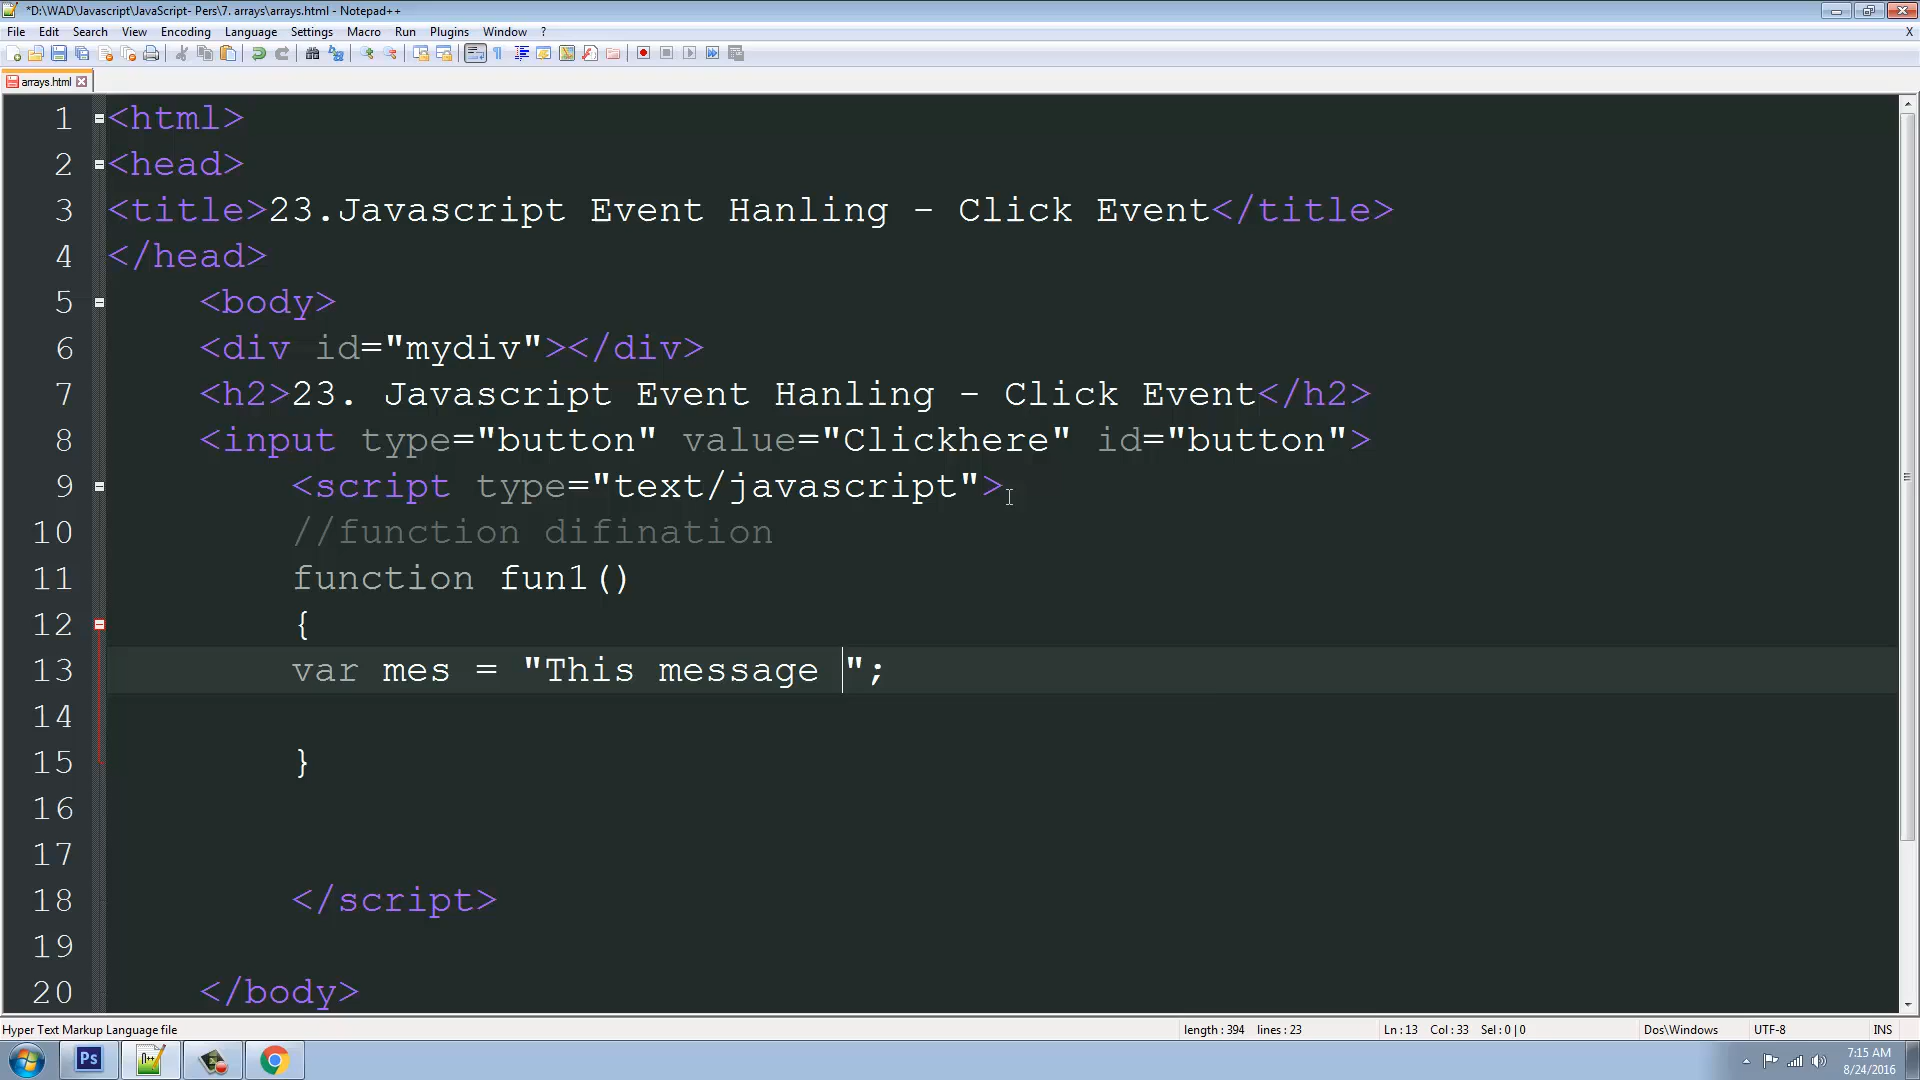 *D:\WAD\Javascript\JavaScript- Pers\7. arrays\arrays.html - Notepad++
File Edit Search View Encoding Language Settings Macro Run Plugins Window ? X
arrays.html
1 <html>
2 <head>
3 <title>23.Javascript Event Hanling - Click Event</title>
4 </head>
5 <body>
6 <div id="mydiv"></div>
7 <h2>23. Javascript Event Hanling - Click Event</h2>
8 <input type="button" value="Clickhere" id="button">
9 <script type="text/javascript">
10 //function difination
11 function fun1()
12 {
13 var mes = "This message ";
14
15 }
16
17
18 </script>
19
20 </body>
Hyper Text Markup Language file length : 394 lines : 23 Ln : 13 Col : 33 Sel : 0 | 0 Dos\Windows UTF-8 INS
Ps
7:15 AM
8/24/2016